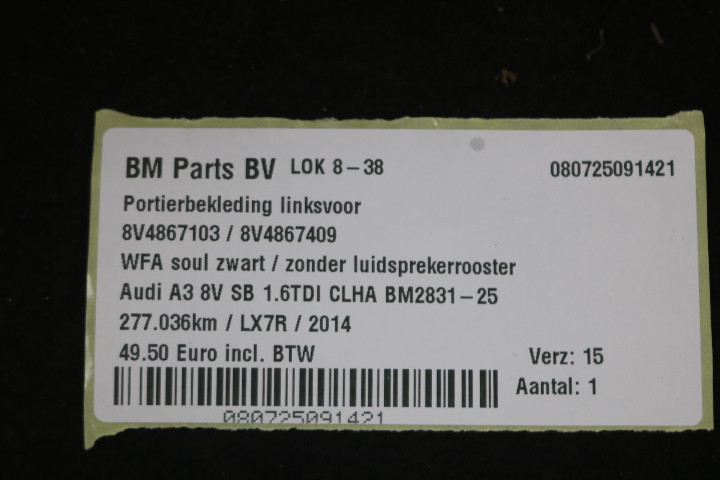 BM Parts BV LOK 8-38 080725091421
Portierbekleding linksvoor
8V4867103 / 8V4867409
WFA soul zwart / zonder luidsprekerrooster
Audi A3 8V SB 1.6TDI CLHA BM2831-25
277.036km / LX7R / 2014
49.50 Euro incl. BTW Verz: 15
Aantal: 1
080725091421